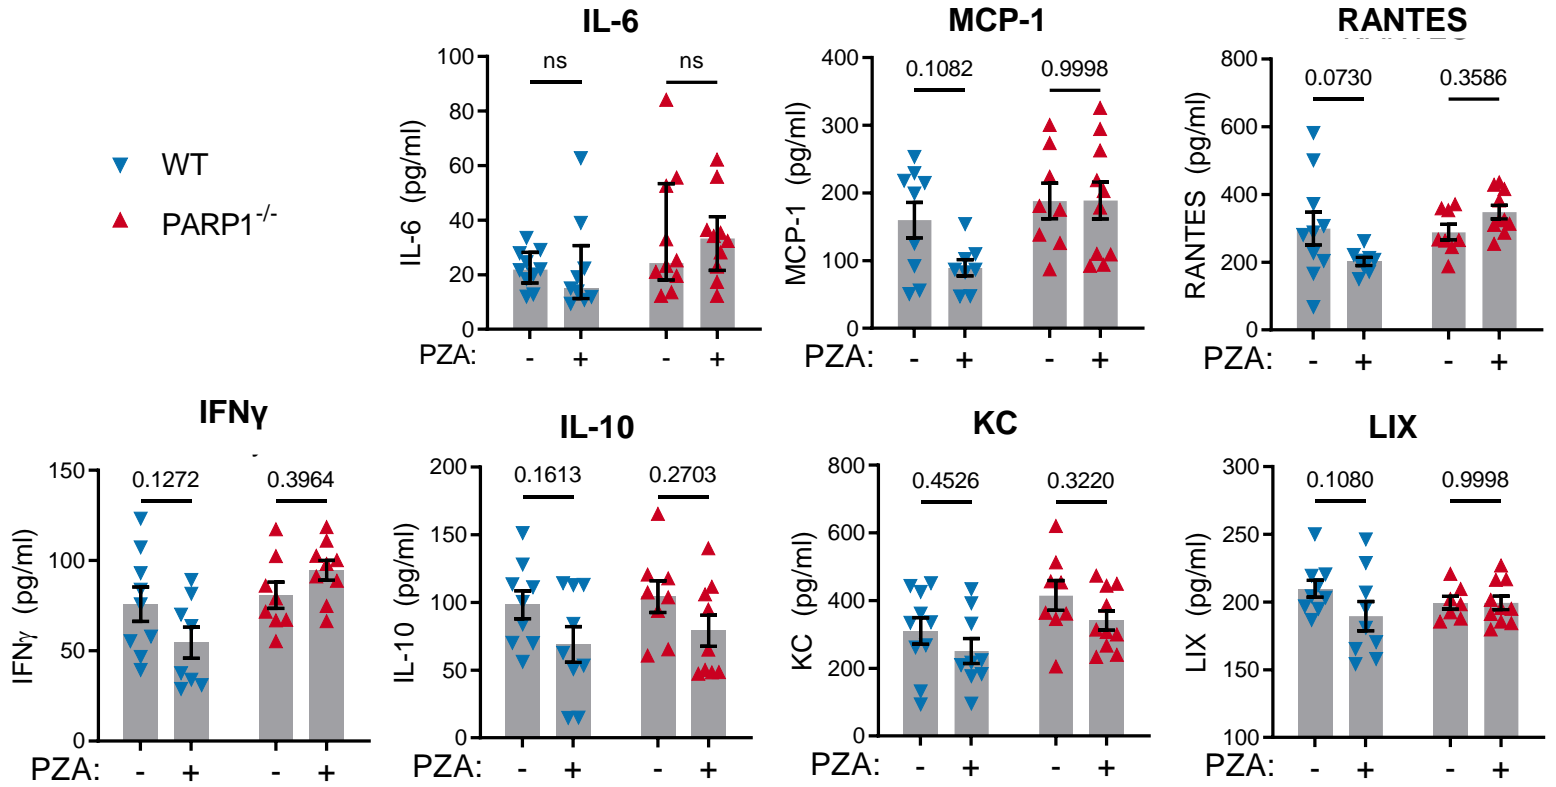 IL-6
MCP-1
RANTES
WT
PARP1-/-
IL-6 (pg/ml)
100
80
60
40
20
0
ns
ns
PZA: - + - +
MCP-1 (pg/ml)
400
300
200
100
0
0.1082
0.9998
PZA: - + - +
RANTES (pg/ml)
800
600
400
200
0
0.0730
0.3586
PZA: - + - +
IFNγ
IFNγ (pg/ml)
150
100
50
0
0.1272
0.3964
PZA: - + - +
IL-10
IL-10 (pg/ml)
200
150
100
50
0
0.1613
0.2703
PZA: - + - +
KC
KC (pg/ml)
800
600
400
200
0
0.4526
0.3220
PZA: - + - +
LIX
LIX (pg/ml)
300
250
200
150
100
0.1080
0.9998
PZA: - + - +